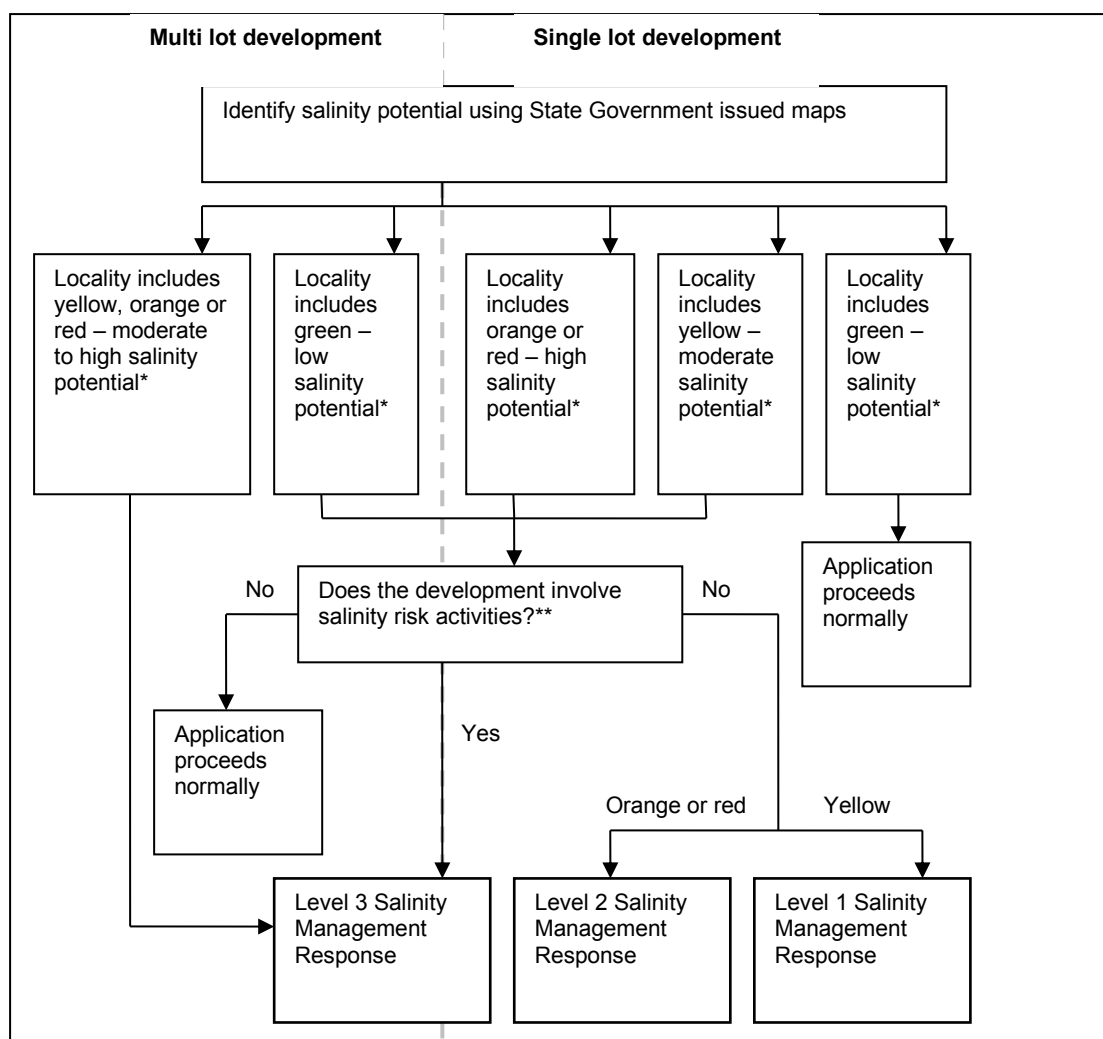 Multi lot development
Single lot development
Identify salinity potential using State Government issued maps
Locality includes
yellow, orange or
red – moderate
to high salinity
potential*
Locality
includes
green –
low
salinity
potential*
Locality
includes
orange or
red – high
salinity
potential*
Locality
includes
yellow –
moderate
salinity
potential*
Locality
includes
green –
low
salinity
potential*
Application
proceeds
normally
No
Does the development involve
salinity risk activities?**
No
Application
proceeds
normally
Yes
Orange or red
Yellow
Level 3 Salinity
Management
Response
Level 2 Salinity
Management
Response
Level 1 Salinity
Management
Response